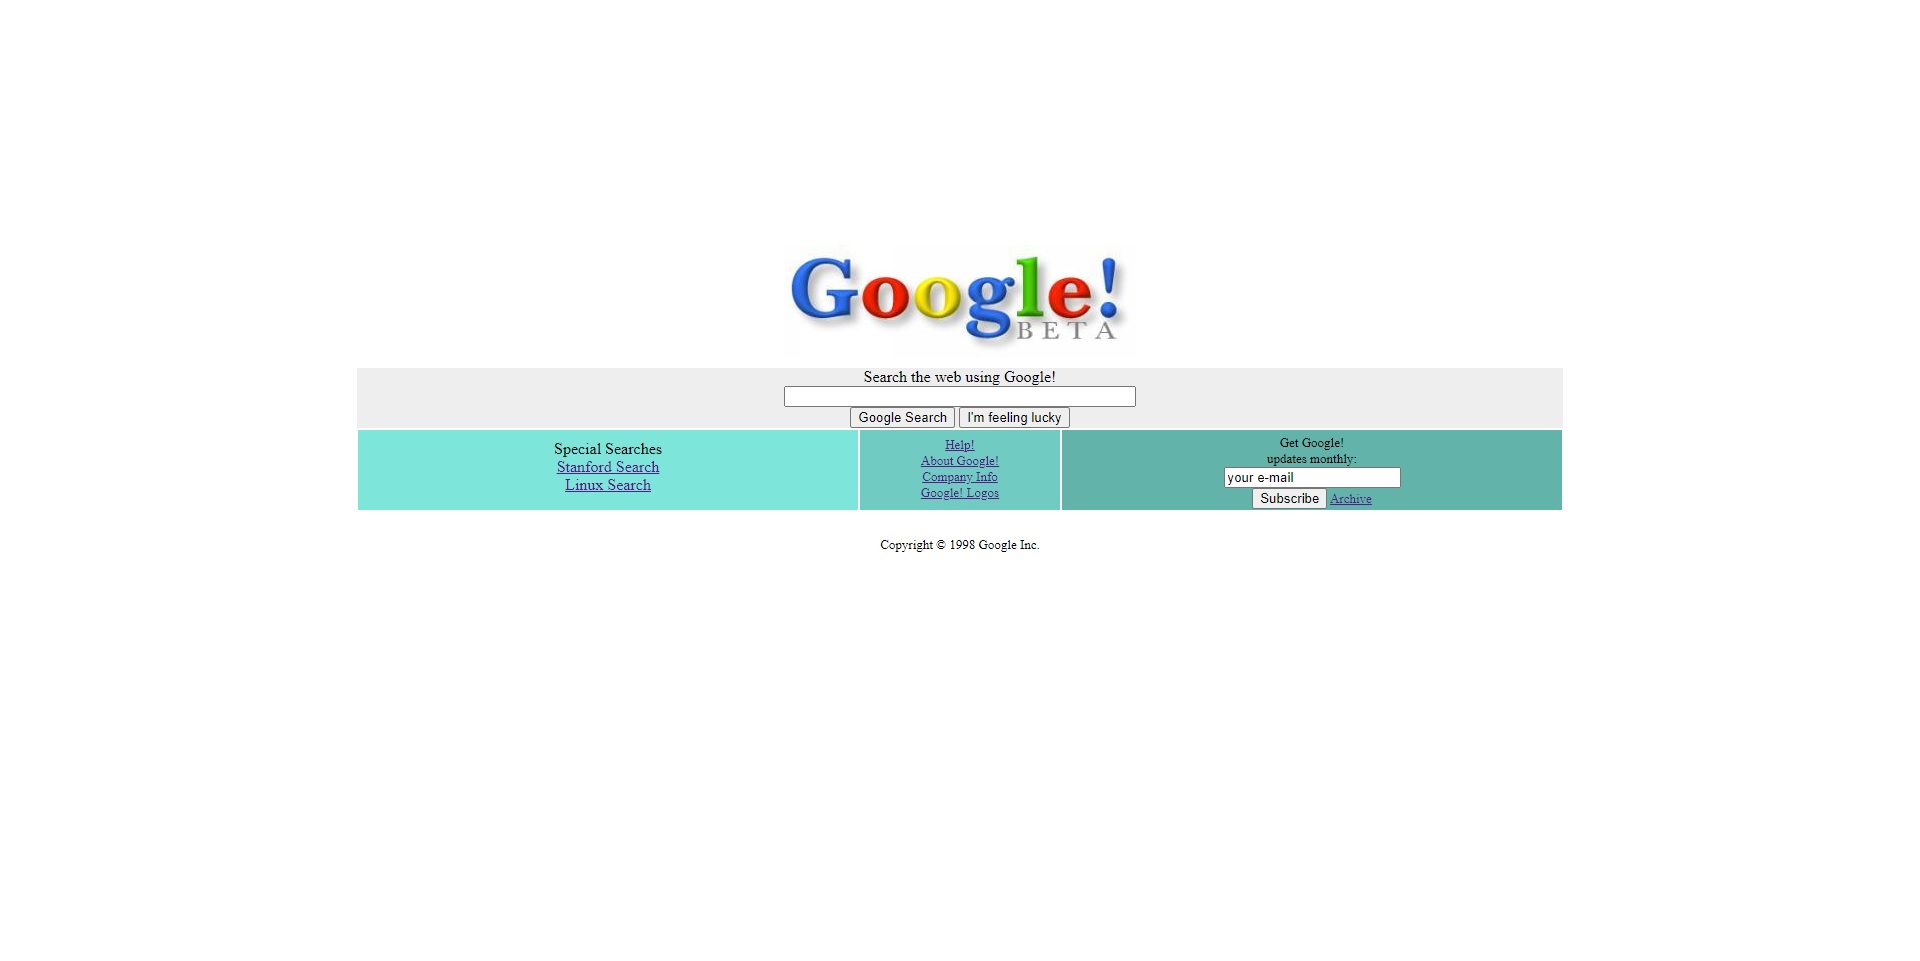 Google!
BETA
Search the web using Google!
Google Search I'm feeling lucky
Special Searches
Stanford Search
Linux Search
Help!
About Google!
Company Info
Google! Logos
Get Google!
updates monthly:
your e-mail
Subscribe Archive
Copyright © 1998 Google Inc.